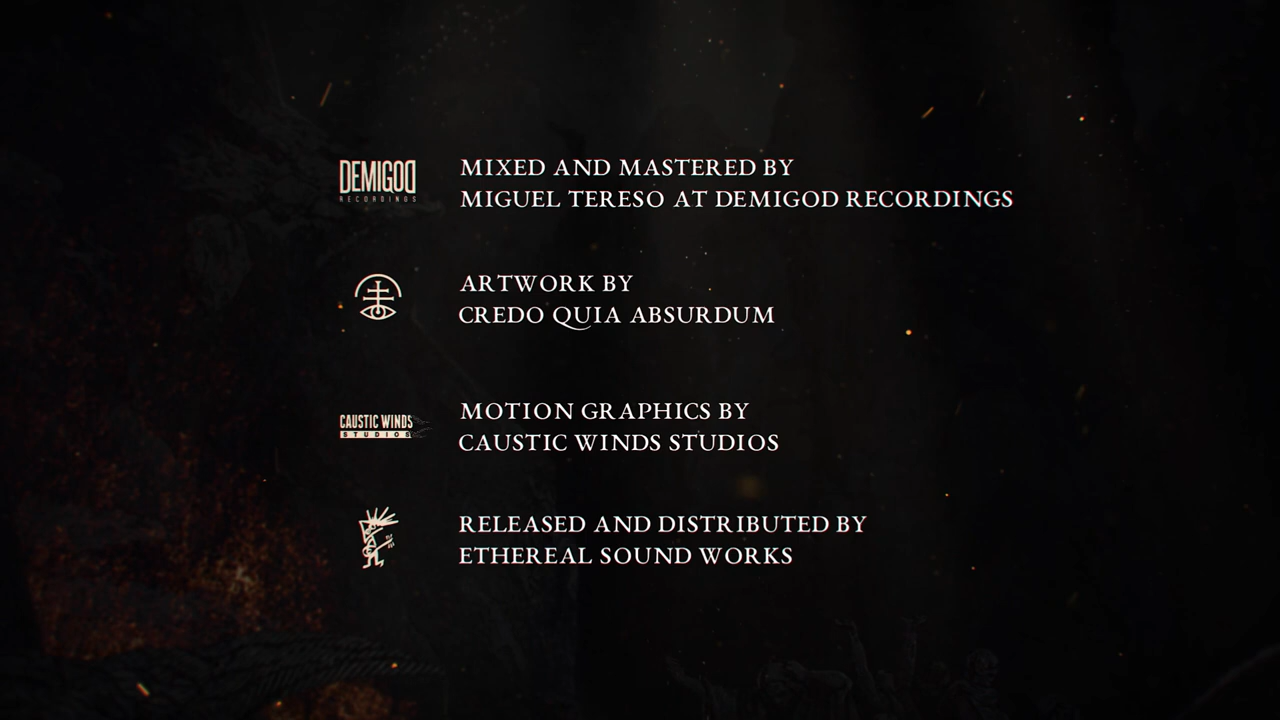 DEMIGOD
RECORDINGS
MIXED AND MASTERED BY
MIGUEL TERESO AT DEMIGOD RECORDINGS
ARTWORK BY
CREDO QUIA ABSURDUM
CAUSTIC WINDS
STUDIOS
MOTION GRAPHICS BY
CAUSTIC WINDS STUDIOS
RELEASED AND DISTRIBUTED BY
ETHEREAL SOUND WORKS